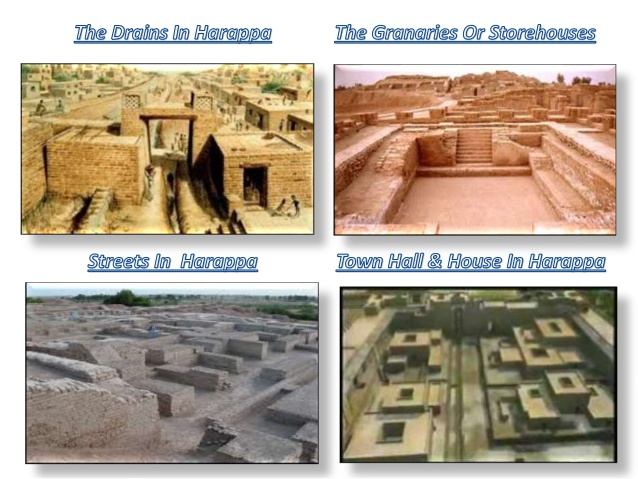 The Drains In Harappa
The Granaries Or Storehouses
Streets In Harappa
Town Hall & House In Harappa